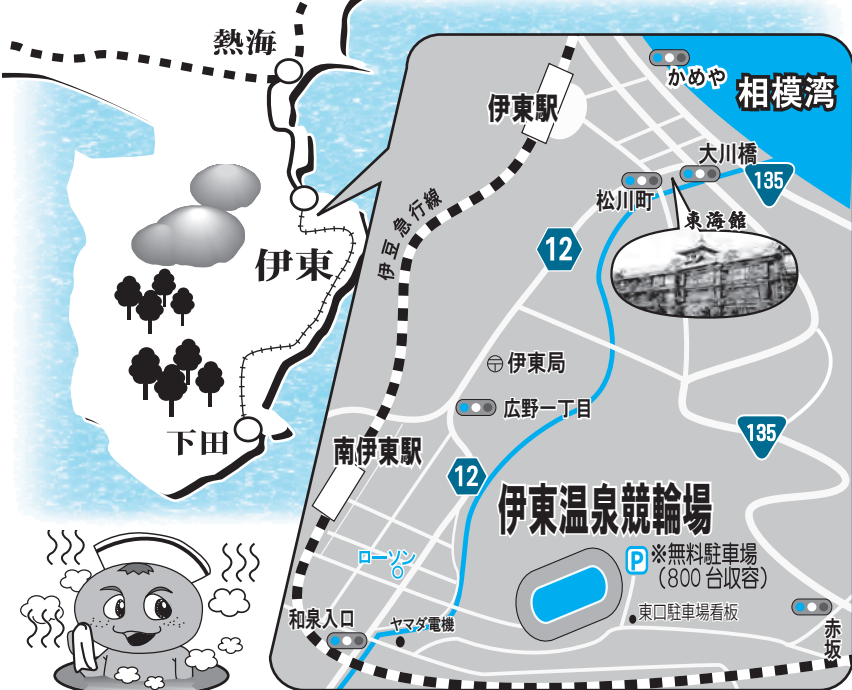 熱海
伊東
下田
かめや
相模湾
伊東駅
大川橋
135
松川町
東海館
伊豆急行線
12
〒伊東局
広野一丁目
135
南伊東駅
12
伊東温泉競輪場
P※無料駐車場
(800台収容)
ローソン
東口駐車場看板
和泉入口
ヤマダ電機
赤坂